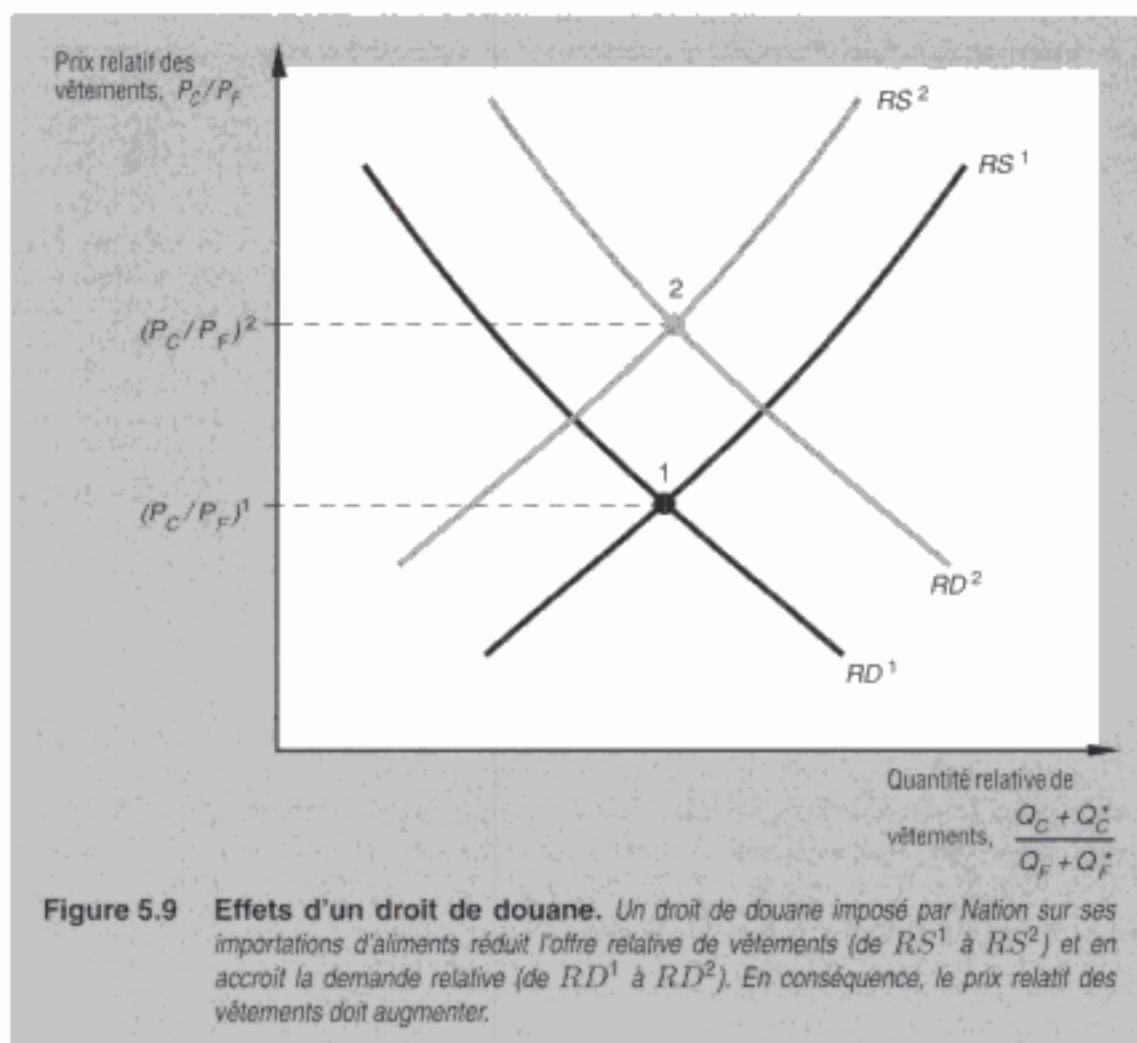 Prix relatif des
vêtements, P_C/P_F
RS²
RS¹
2
(P_C/P_F)²
1
(P_C/P_F)¹
RD²
RD¹
Quantité relative de
vêtements, (Q_C + Q_C^*)/(Q_F + Q_F^*)
Figure 5.9 Effets d'un droit de douane. Un droit de douane imposé par Nation sur ses
importations d'aliments réduit l'offre relative de vêtements (de RS¹ à RS²) et en
accroit la demande relative (de RD¹ à RD²). En conséquence, le prix relatif des
vêtements doit augmenter.